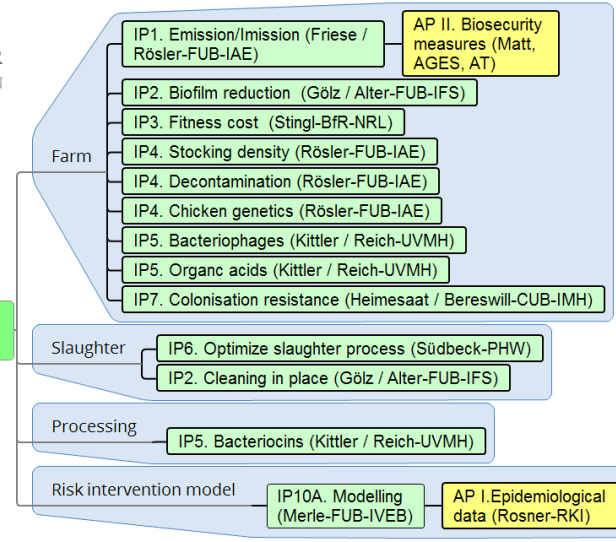 R
N
IP1. Emission/Imission (Friese /
Rösler-FUB-IAE)
AP II. Biosecurity
measures (Matt,
AGES, AT)
IP2. Biofilm reduction (Gölz / Alter-FUB-IFS)
IP3. Fitness cost (Stingl-BfR-NRL)
Farm
IP4. Stocking density (Rösler-FUB-IAE)
IP4. Decontamination (Rösler-FUB-IAE)
IP4. Chicken genetics (Rösler-FUB-IAE)
IP5. Bacteriophages (Kittler / Reich-UVMH)
IP5. Organc acids (Kittler / Reich-UVMH)
IP7. Colonisation resistance (Heimesaat / Bereswill-CUB-IMH)
Slaughter
IP6. Optimize slaughter process (Südbeck-PHW)
IP2. Cleaning in place (Gölz / Alter-FUB-IFS)
Processing
IP5. Bacteriocins (Kittler / Reich-UVMH)
Risk intervention model
IP10A. Modelling
(Merle-FUB-IVEB)
AP I.Epidemiological
data (Rosner-RKI)